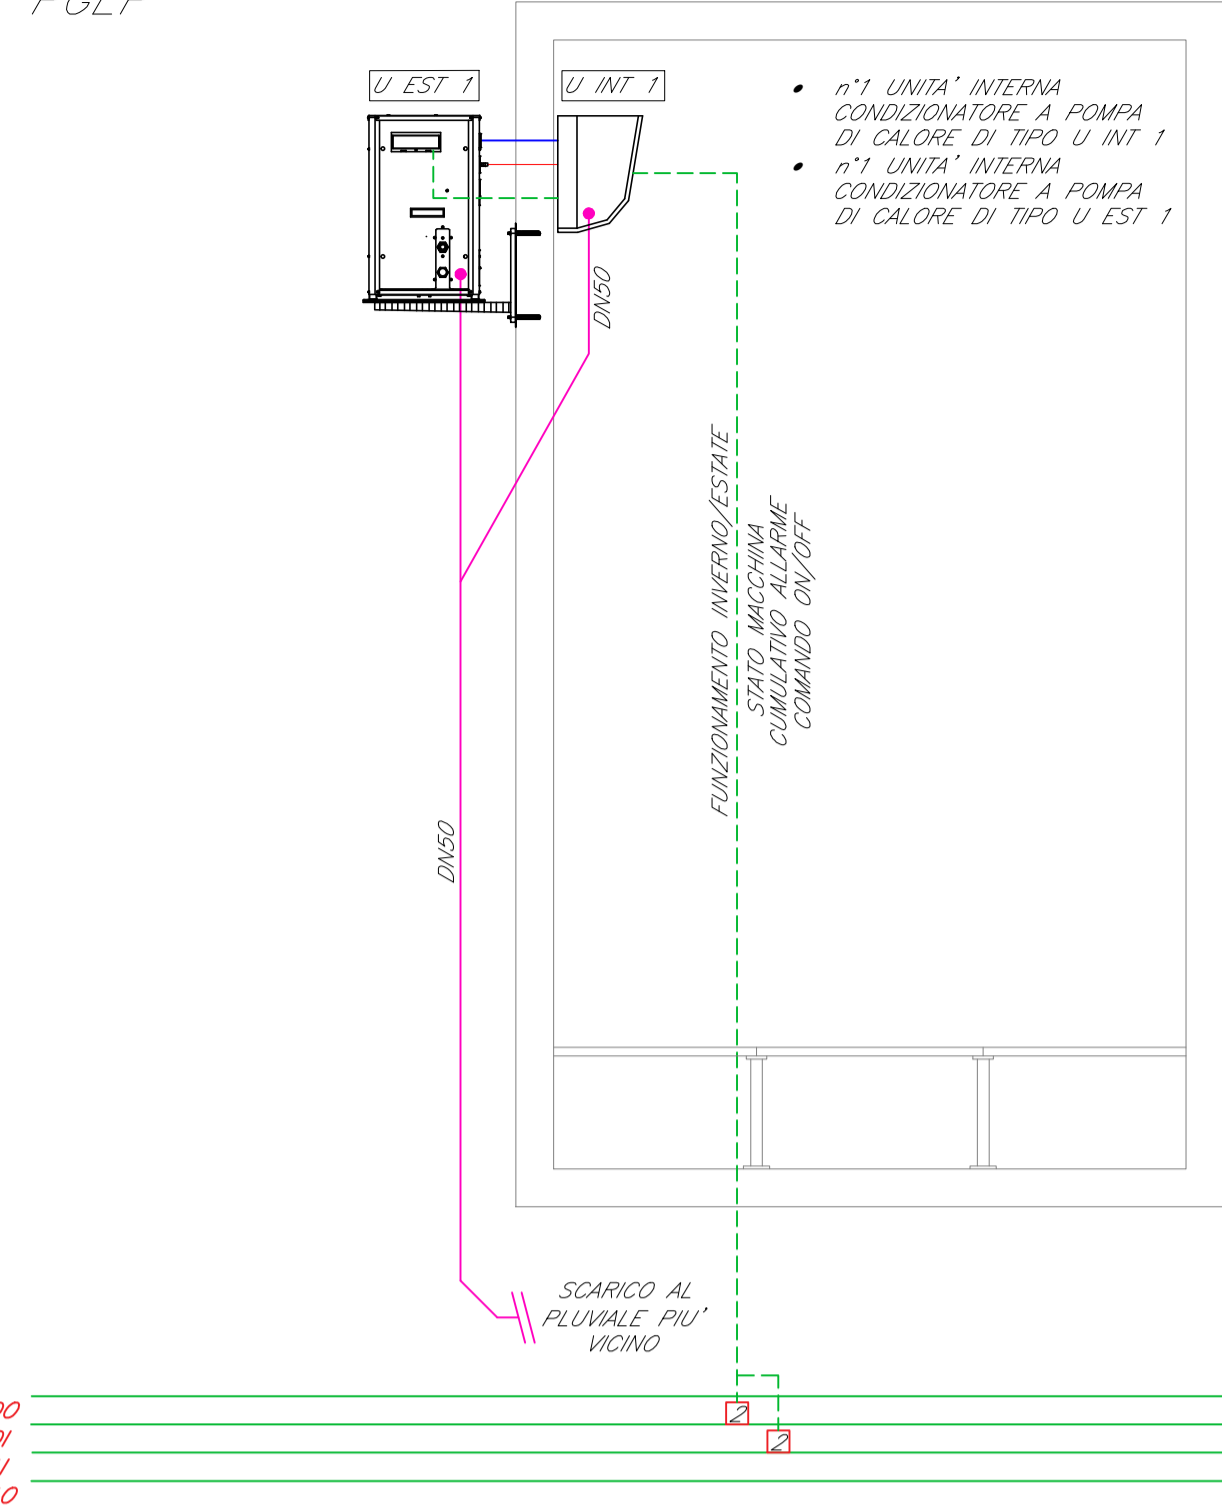 U EST 1
U INT 1
• n°1 UNITA' INTERNA
CONDIZIONATORE A POMPA
DI CALORE DI TIPO U INT 1
• n°1 UNITA' INTERNA
CONDIZIONATORE A POMPA
DI CALORE DI TIPO U EST 1
DN50
FUNZIONAMENTO INVERNO/ESTATE
STATO MACCHINA
CUMULATIVO ALLARME
COMANDO ON/OFF
DN50
SCARICO AL
PLUVIALE PIU'
VICINO
2
2